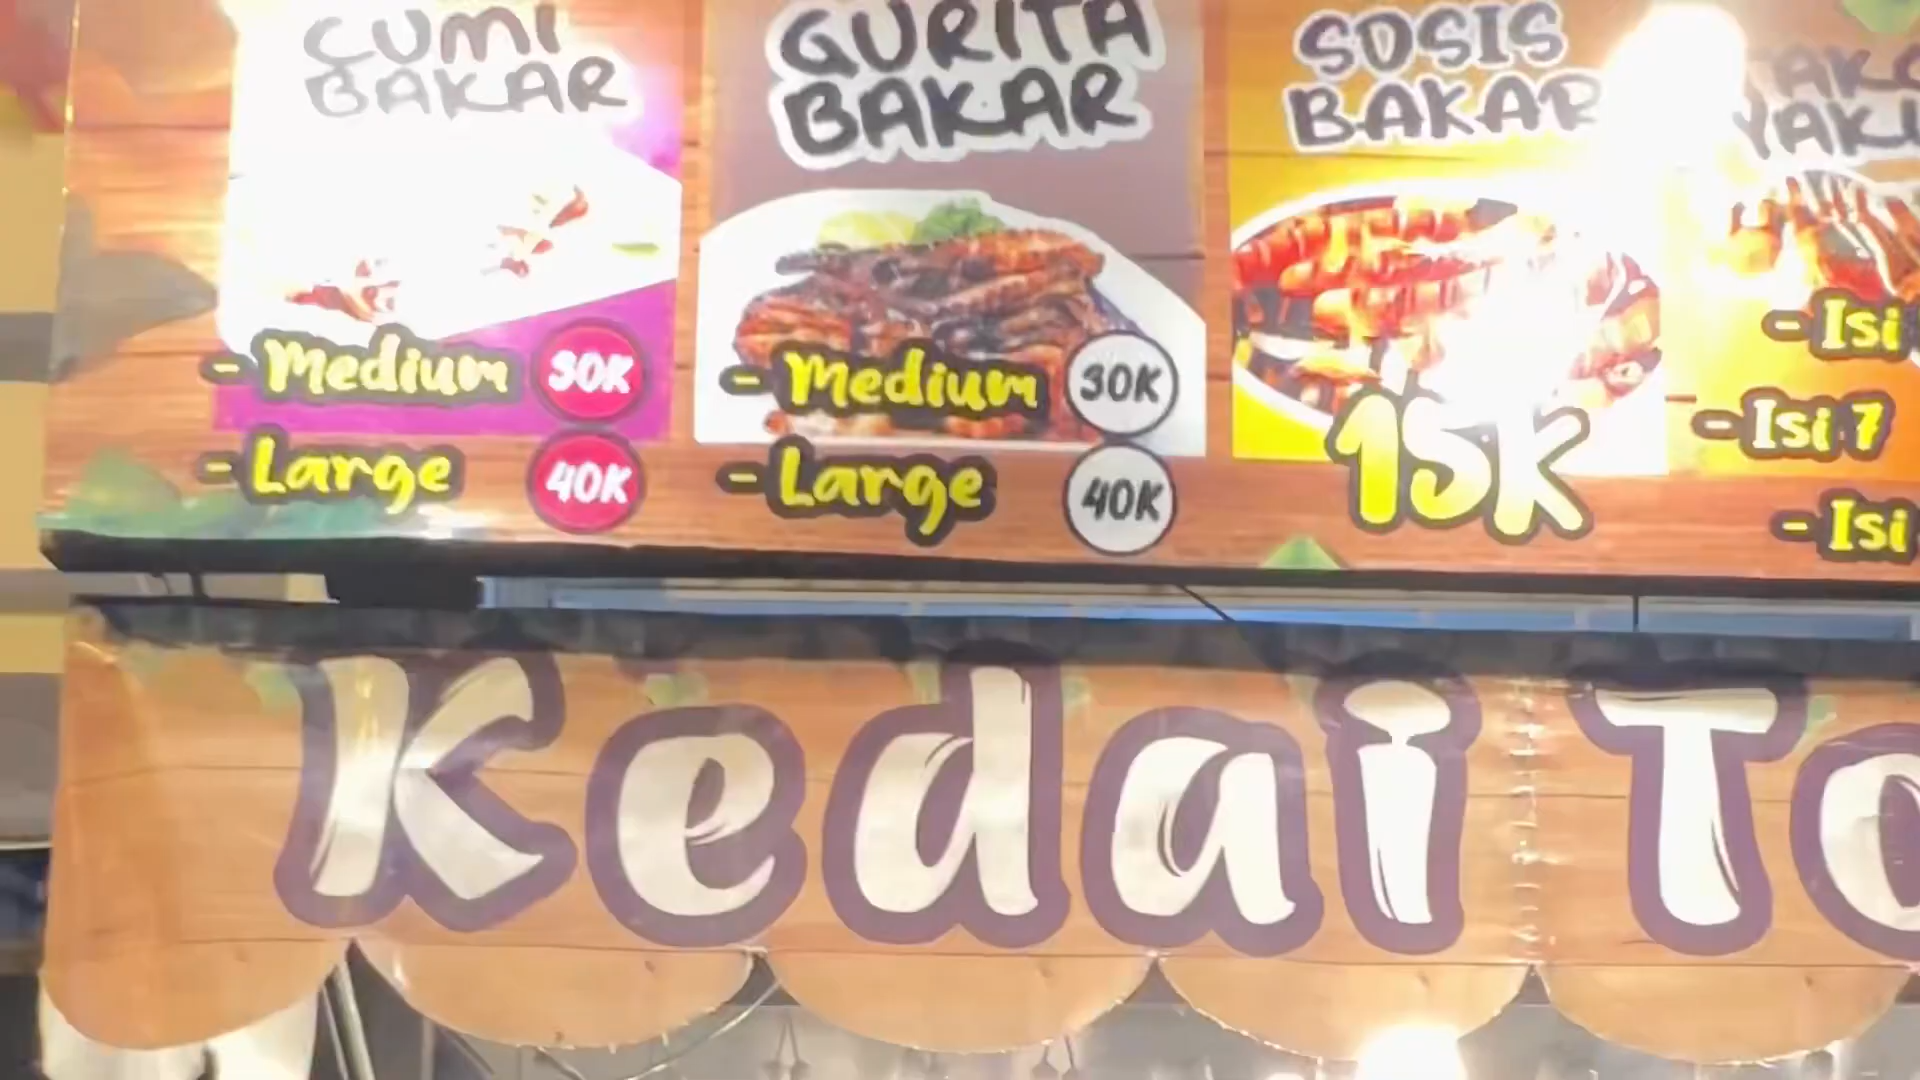 CUMI
BAKAR
- Medium 30K
- Large 40K
GURITA
BAKAR
- Medium 30K
- Large 40K
SOSIS
BAKAR
15K
- Isi
- Isi 7
- Isi
Kedai